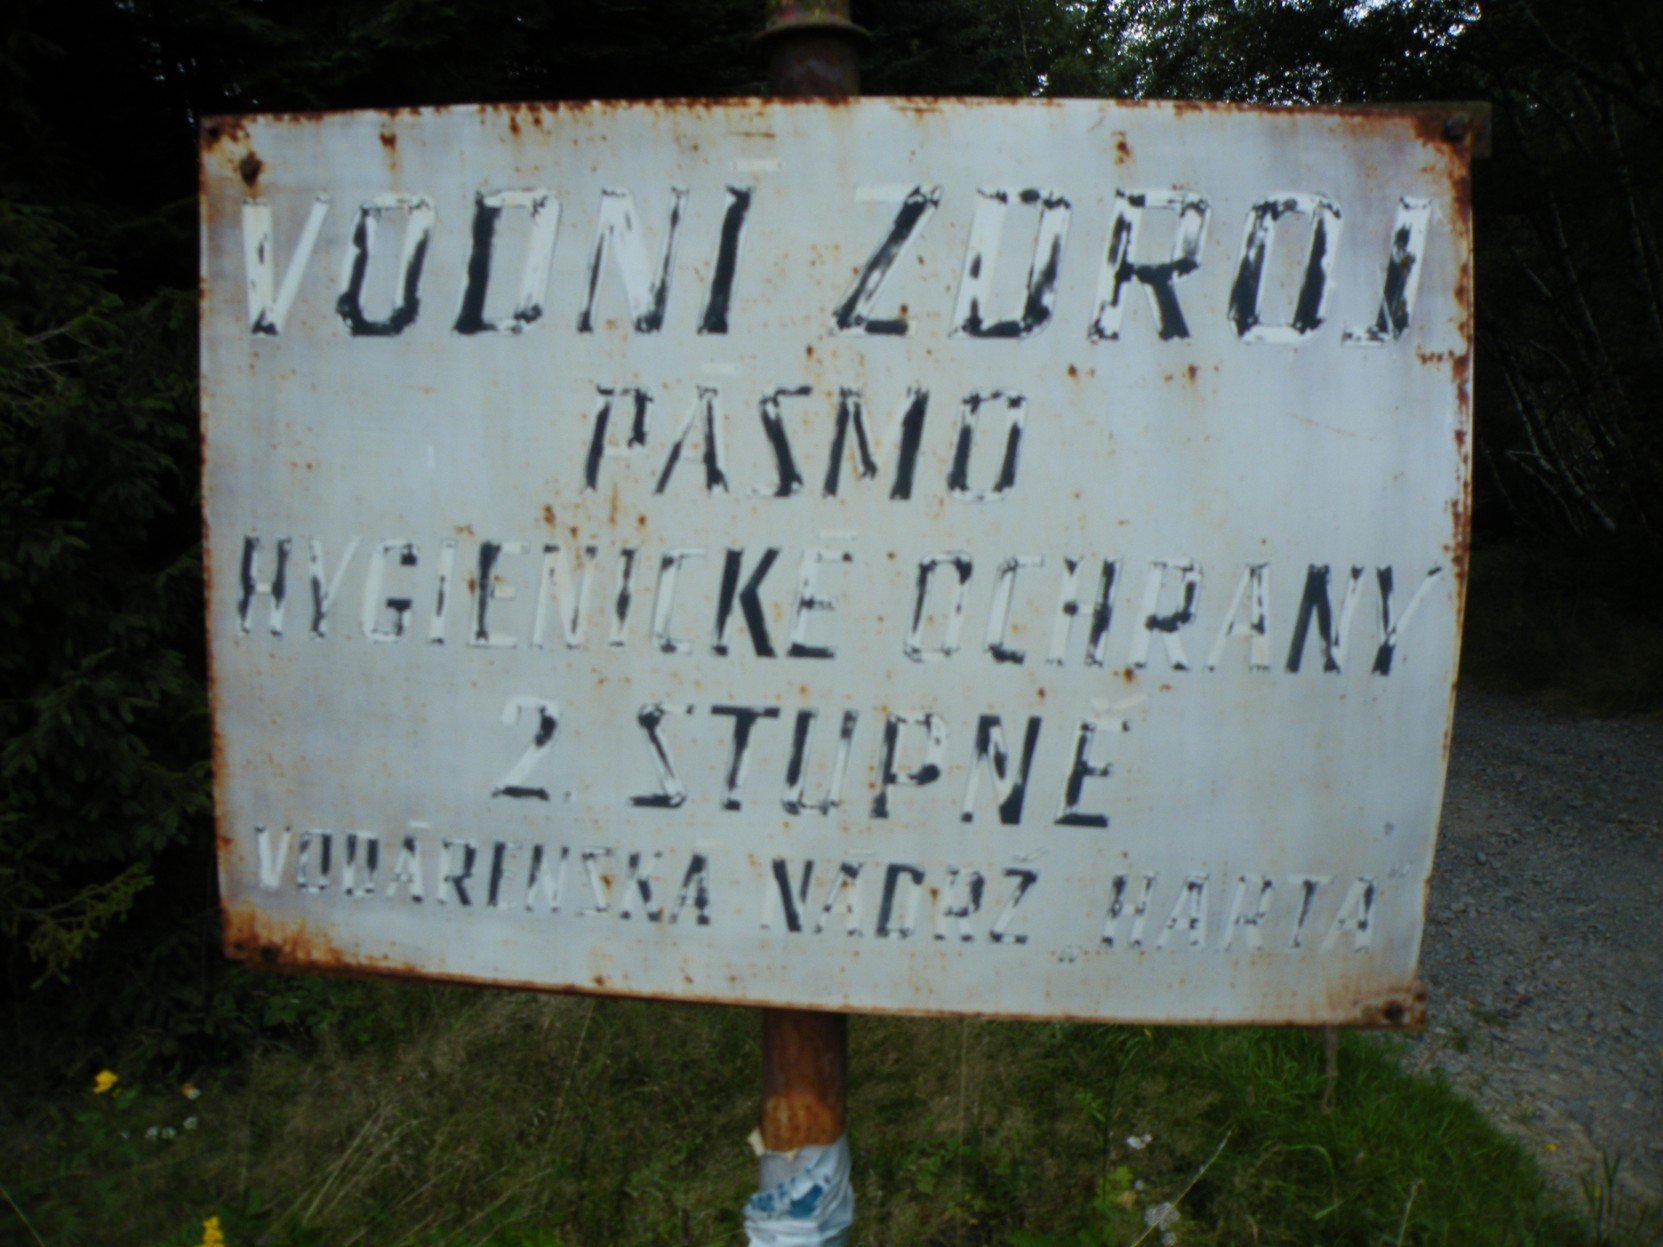 VODNÍ ZDROJ
PÁSMO
HYGIENICKÉ OCHRANY
2. STUPNĚ
VODÁRENSKÁ NÁDRŽ „HARTA“